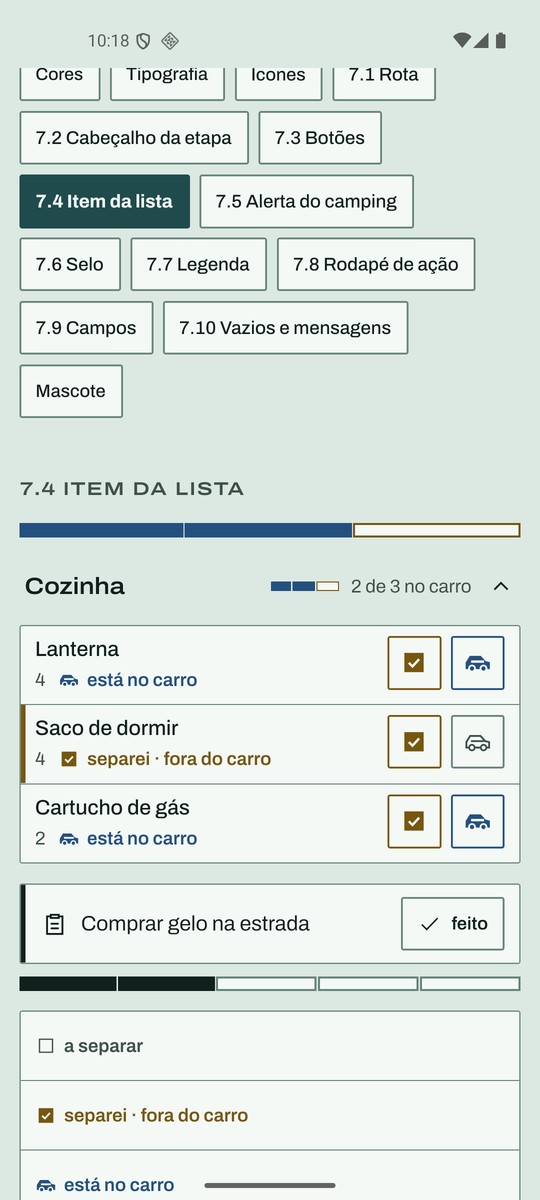 10:18
Cores
Tipografia
Ícones
7.1 Rota
7.2 Cabeçalho da etapa
7.3 Botões
7.4 Item da lista
7.5 Alerta do camping
7.6 Selo
7.7 Legenda
7.8 Rodapé de ação
7.9 Campos
7.10 Vazios e mensagens
Mascote
7.4 ITEM DA LISTA
Cozinha
2 de 3 no carro
Lanterna
4 está no carro
Saco de dormir
4 separei · fora do carro
Cartucho de gás
2 está no carro
Comprar gelo na estrada
feito
a separar
separei · fora do carro
está no carro